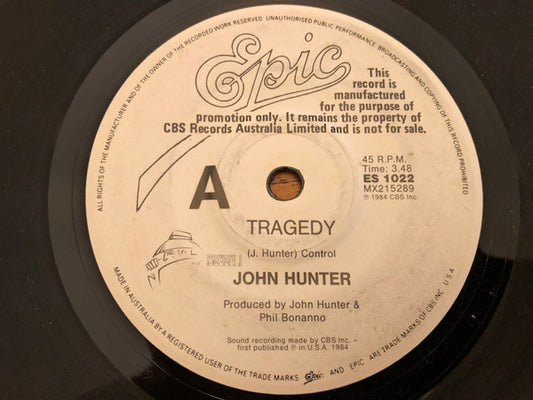 ALL RIGHTS OF THE MANUFACTURER AND OF THE OWNER OF THE RECORDED WORK RESERVED UNAUTHORISED PUBLIC PERFORMANCE, BROADCASTING AND COPYING OF THIS RECORD PROHIBITED
Epic
This
record is
manufactured
for the purpose of
promotion only. It remains the property of
CBS Records Australia Limited and is not for sale.
45 R.P.M.
Time: 3.48
ES 1022
MX215289
℗ 1984 CBS Inc.
A
TRAGEDY
(J. Hunter) Control
JOHN HUNTER
Produced by John Hunter &
Phil Bonanno
Sound recording made by CBS Inc -
first published ℗ in U.S.A. 1984
MADE IN AUSTRALIA BY A REGISTERED USER OF THE TRADE MARKS Epic AND EPIC ARE TRADE MARKS OF CBS INC U S A